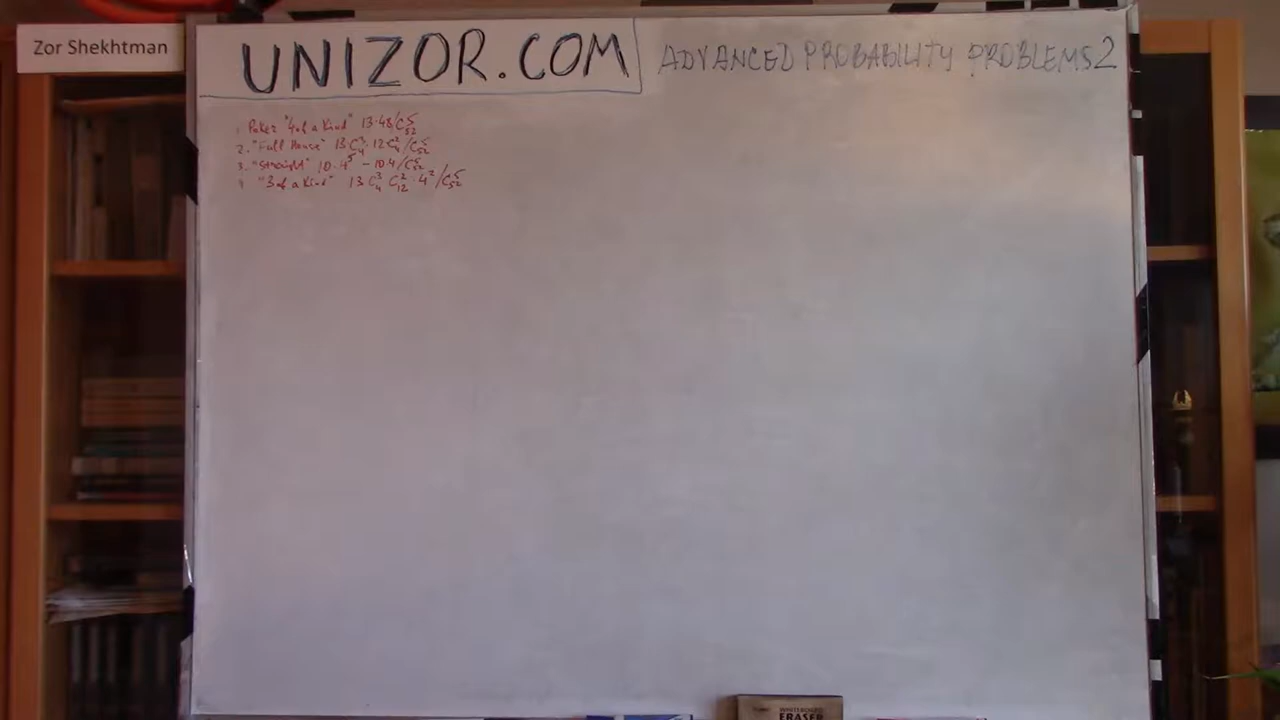 Zor Shekhtman
UNIZOR.COM
ADVANCED PROBABILITY PROBLEMS 2
1. Poker "4 of a Kind" 13·48/C⁵₅₂
2. "Full House" 13·C³₄·12·C²₄/C⁵₅₂
3. "Straight" 10·4⁵ - 10·4/C⁵₅₂
4. "3 of a Kind" 13 C³₄ C²₁₂ · 4²/C⁵₅₂
WHITEBOARD
ERASER